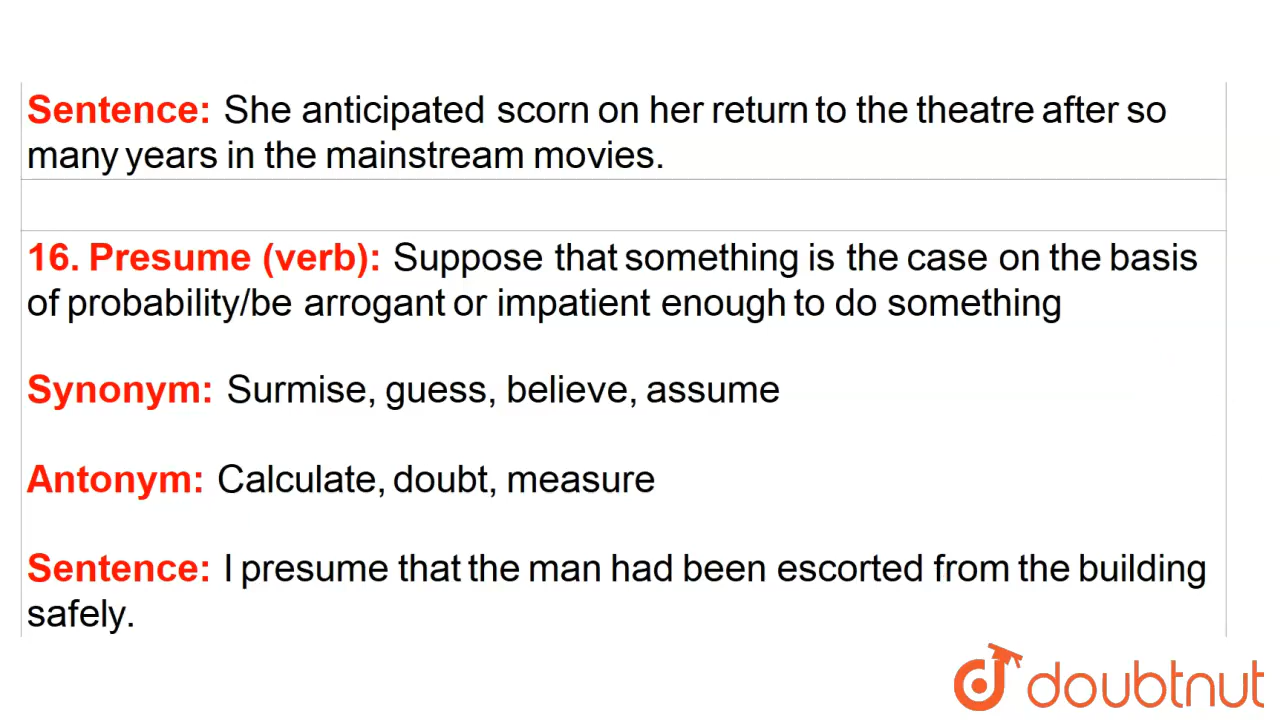 Sentence: She anticipated scorn on her return to the theatre after so
many years in the mainstream movies.
16. Presume (verb): Suppose that something is the case on the basis
of probability/be arrogant or impatient enough to do something
Synonym: Surmise, guess, believe, assume
Antonym: Calculate, doubt, measure
Sentence: I presume that the man had been escorted from the building
safely.
doubtnut